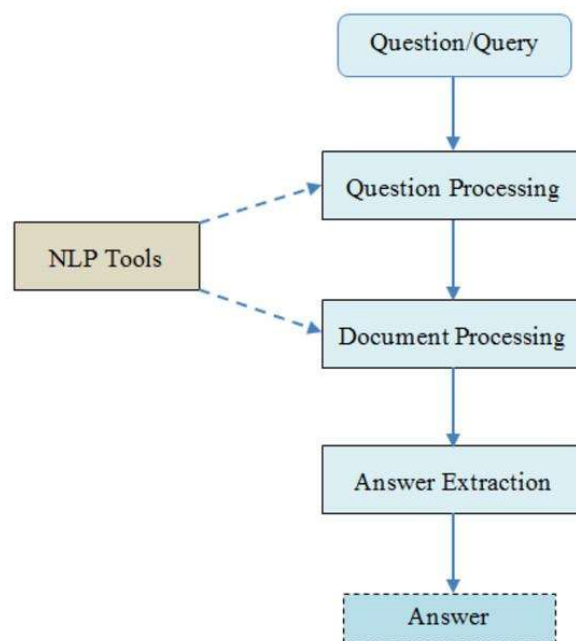 Question/Query
Question Processing
NLP Tools
Document Processing
Answer Extraction
Answer